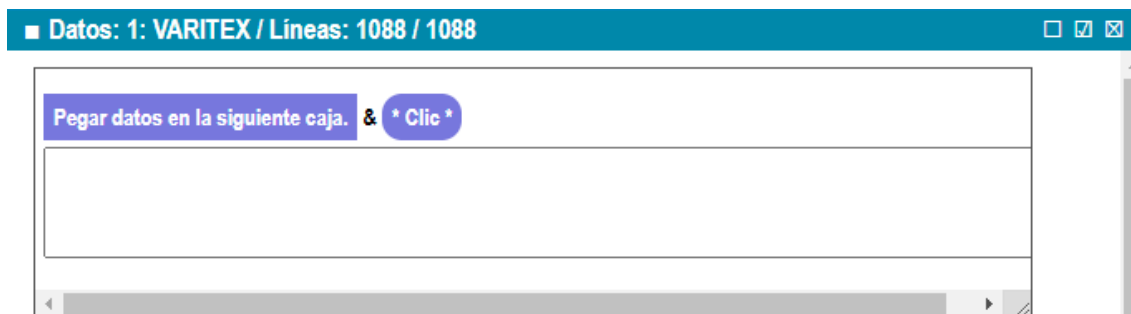 Datos: 1: VARITEX / Líneas: 1088 / 1088
Pegar datos en la siguiente caja. & * Clic *